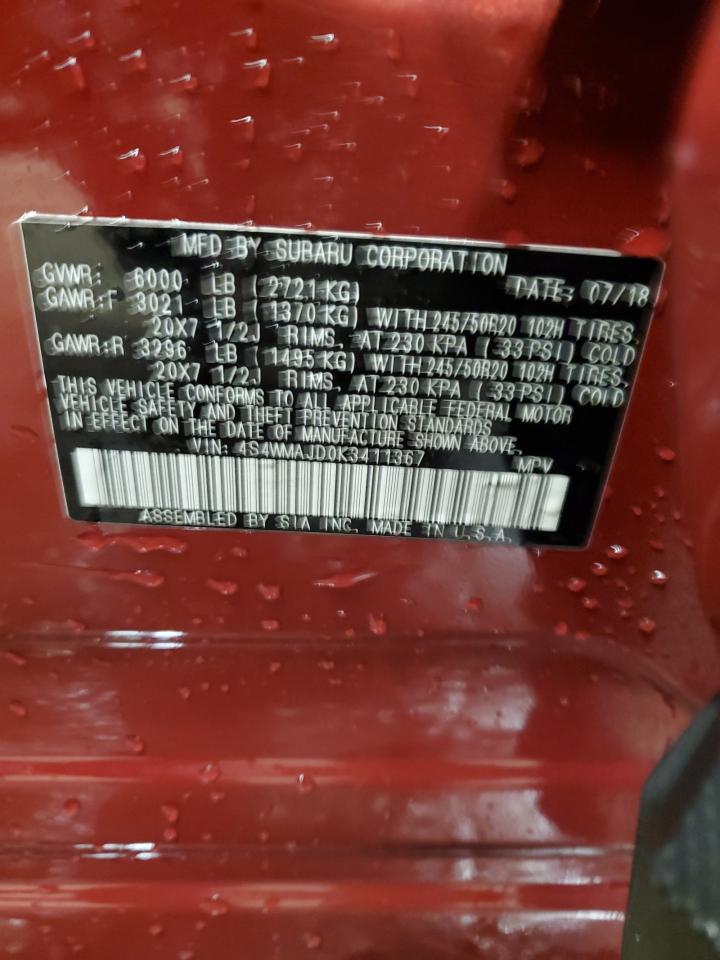 MFD BY SUBARU CORPORATION
GVWR: 6000 LB (2721 KG) DATE: 07/18
GAWR:F 3021 LB (1370 KG) WITH 245/50R20 102H TIRES,
20X7 1/2J RIMS, AT 230 KPA ( 33 PSI) COLD
GAWR:R 3296 LB (1495 KG) WITH 245/50R20 102H TIRES,
20X7 1/2J RIMS, AT 230 KPA ( 33 PSI) COLD
THIS VEHICLE CONFORMS TO ALL APPLICABLE FEDERAL MOTOR
VEHICLE SAFETY AND THEFT PREVENTION STANDARDS
IN EFFECT ON THE DATE OF MANUFACTURE SHOWN ABOVE.
VIN: 4S4WMAJD0K3411367 MPV
ASSEMBLED BY SIA INC. MADE IN U.S.A.